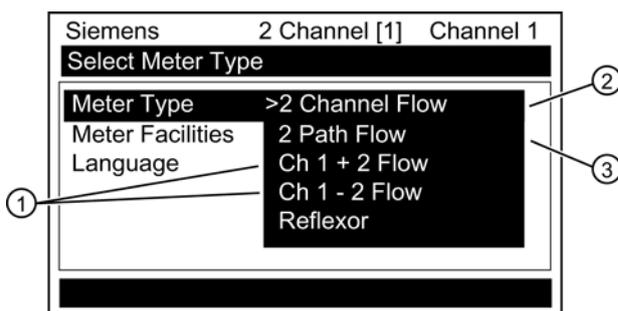 Siemens 2 Channel [1] Channel 1
Select Meter Type
Meter Type >2 Channel Flow
Meter Facilities 2 Path Flow
Language Ch 1 + 2 Flow
Ch 1 - 2 Flow
Reflexor
1
2
3